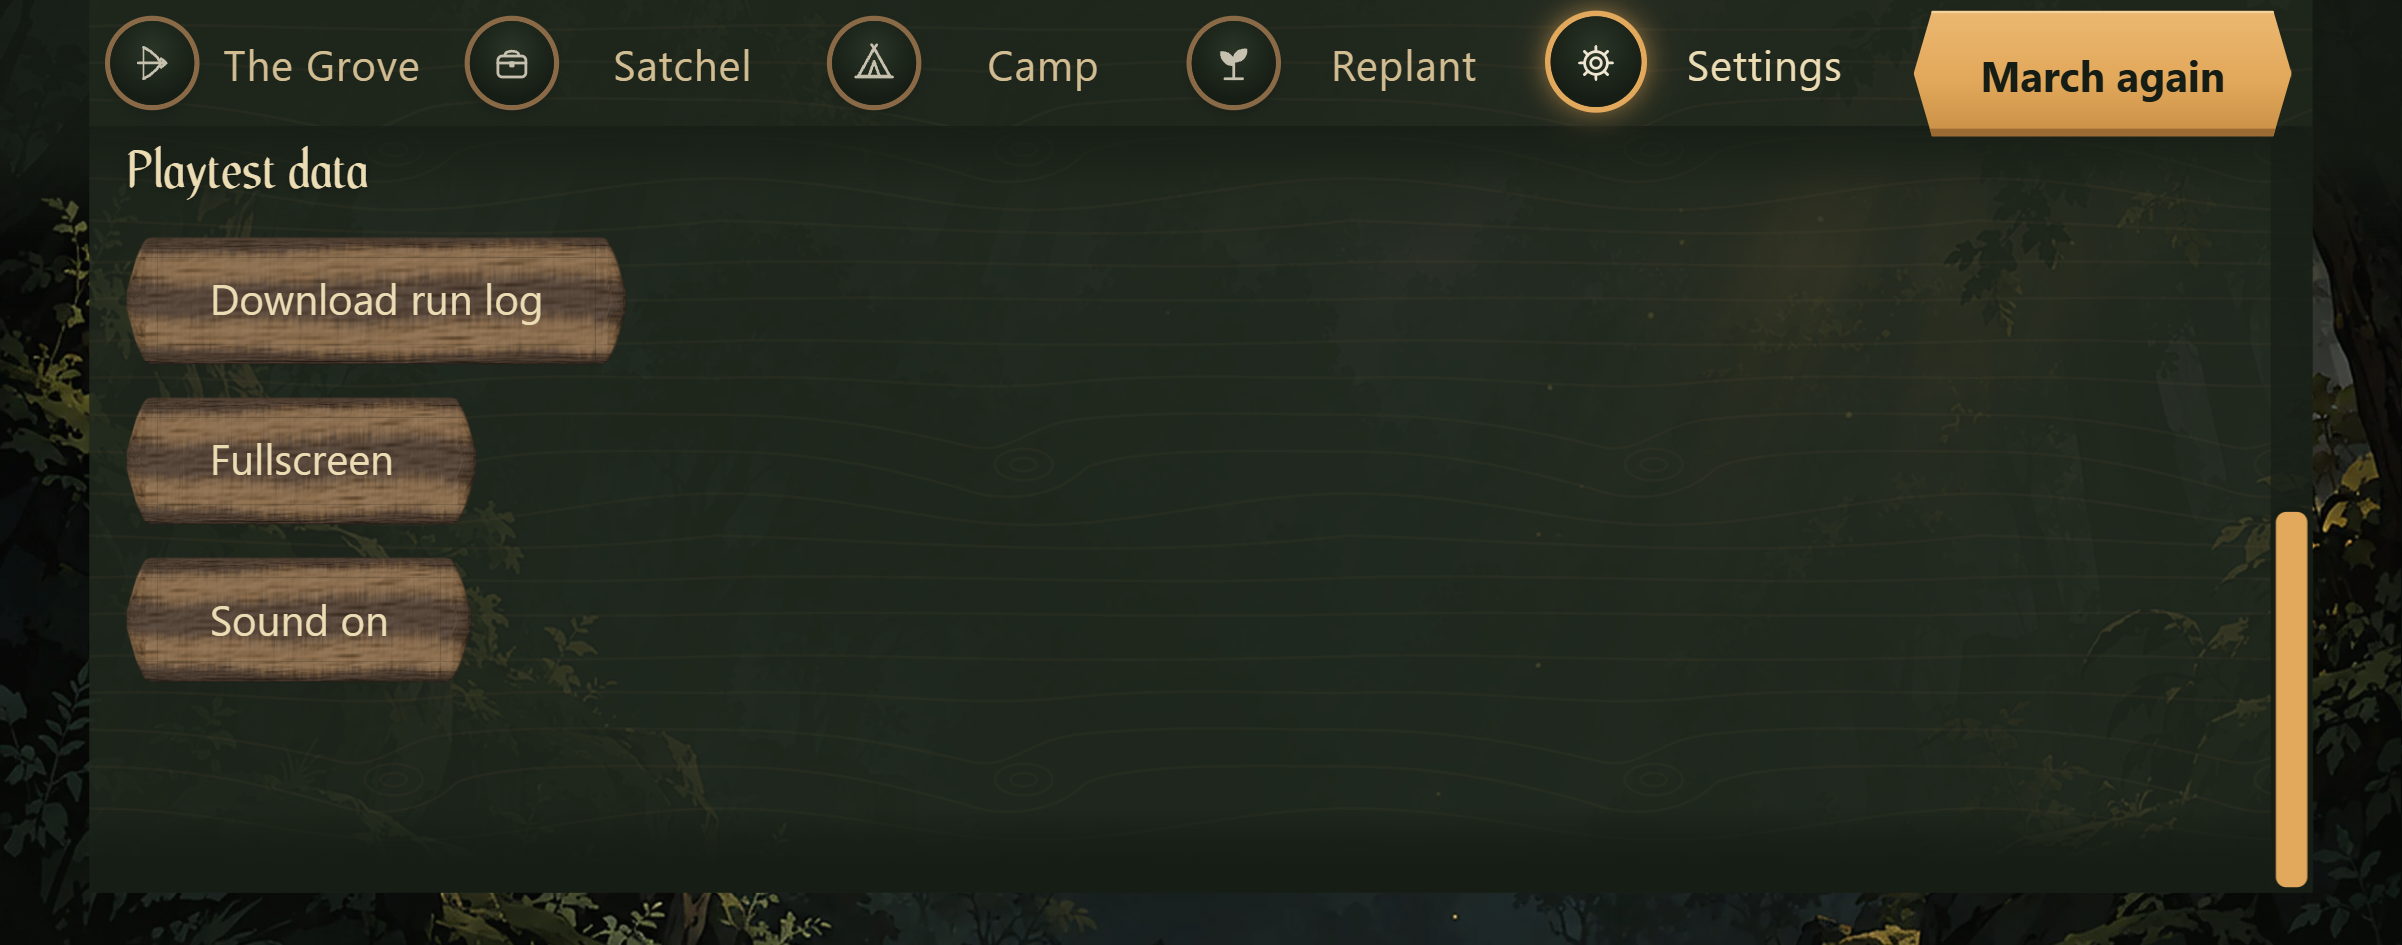 The Grove
Satchel
Camp
Replant
Settings
March again
Playtest data
Download run log
Fullscreen
Sound on